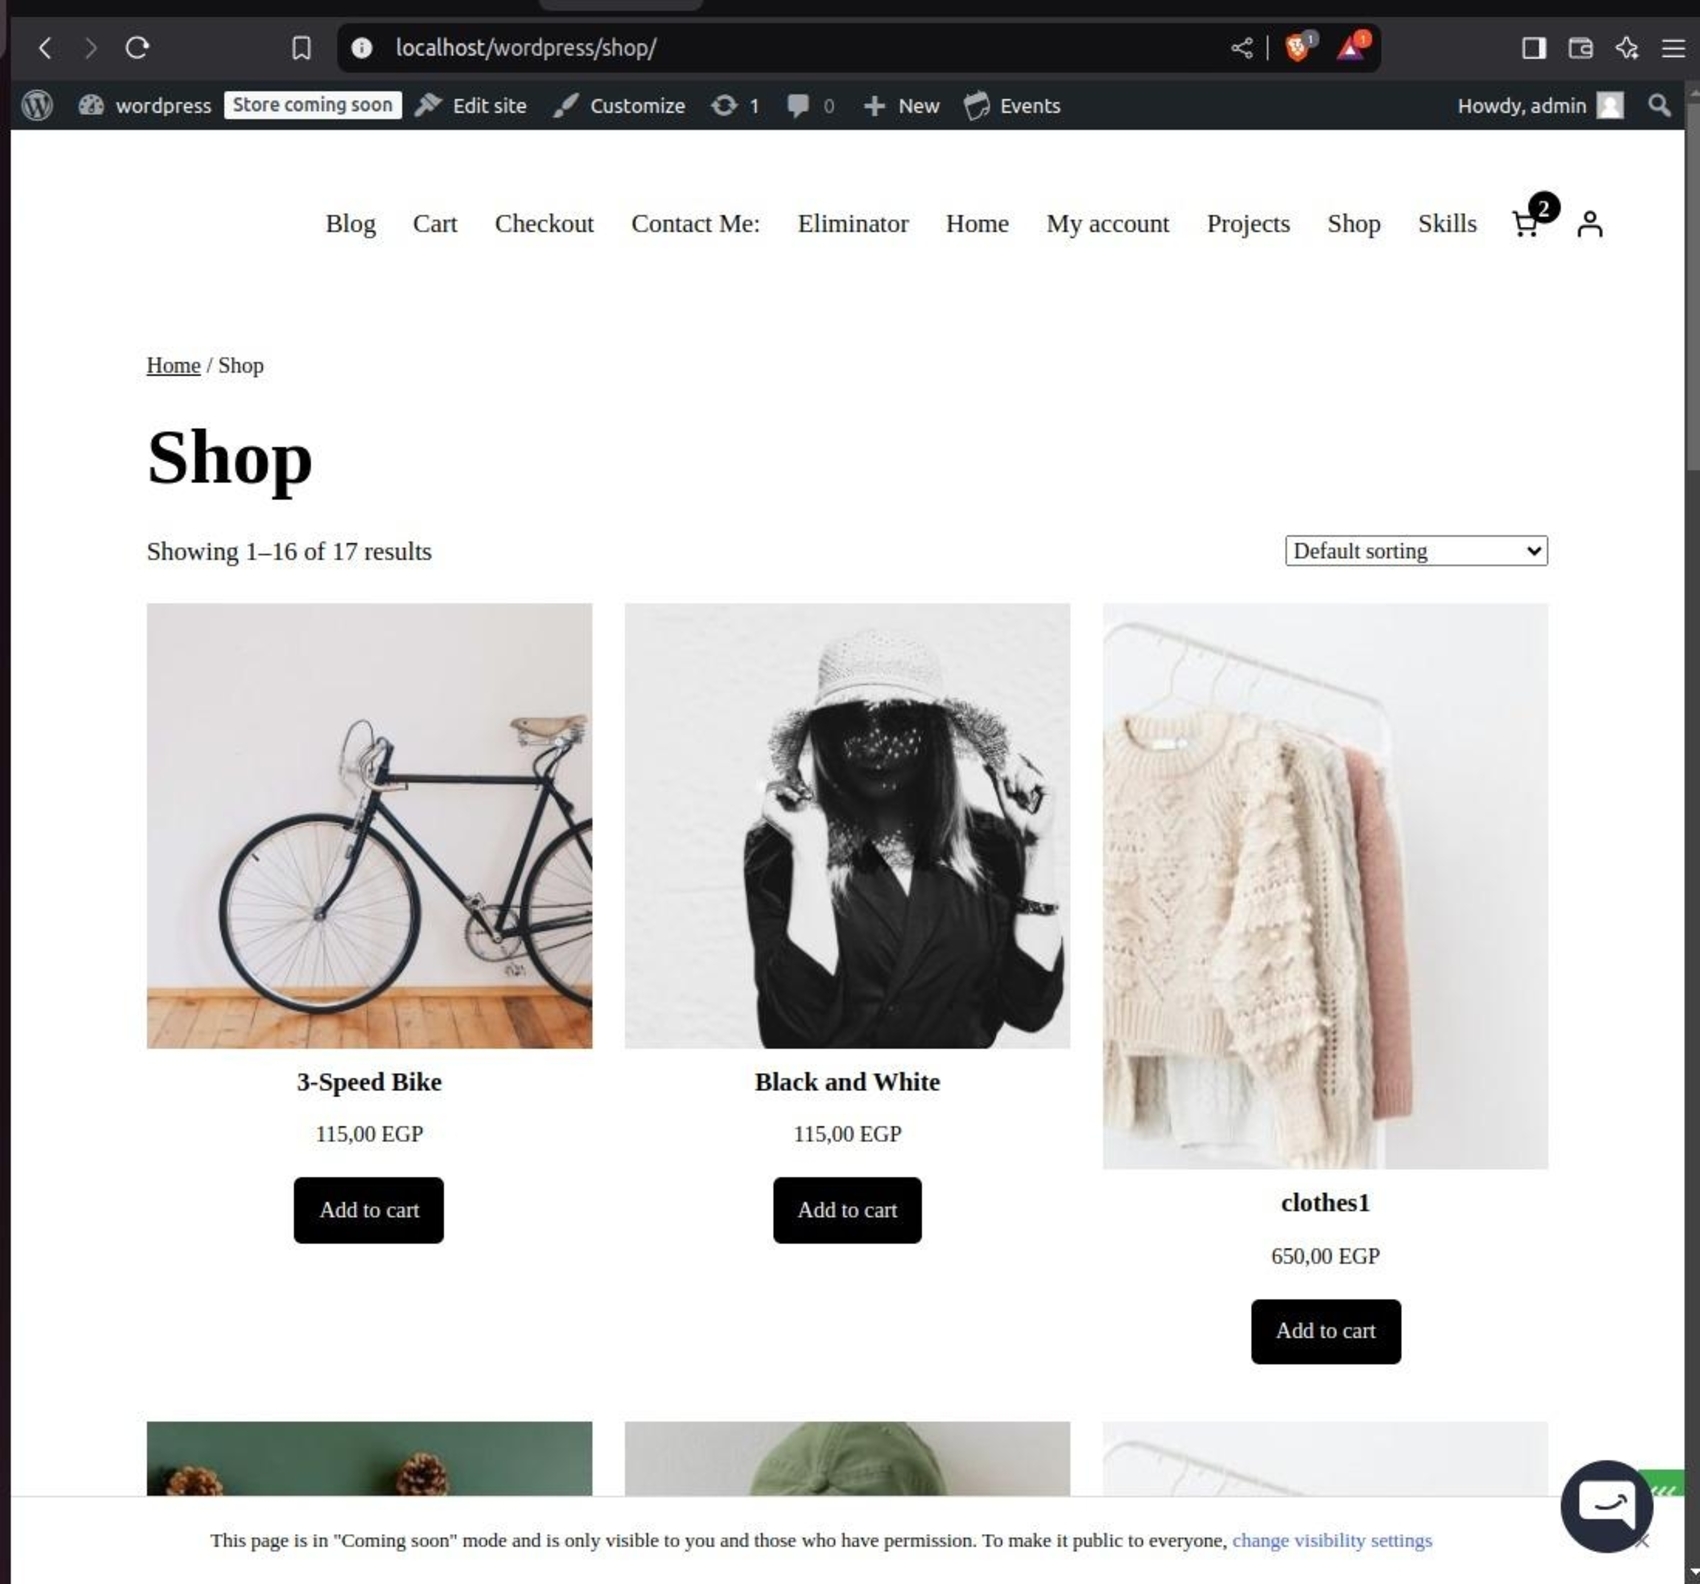 localhost/wordpress/shop/
1
1
wordpress Store coming soon Edit site Customize 1 0 New Events Howdy, admin
Blog Cart Checkout Contact Me: Eliminator Home My account Projects Shop Skills 2
Home / Shop
Shop
Showing 1–16 of 17 results
Default sorting
3-Speed Bike
115,00 EGP
Add to cart
Black and White
115,00 EGP
Add to cart
clothes1
650,00 EGP
Add to cart
This page is in "Coming soon" mode and is only visible to you and those who have permission. To make it public to everyone, change visibility settings